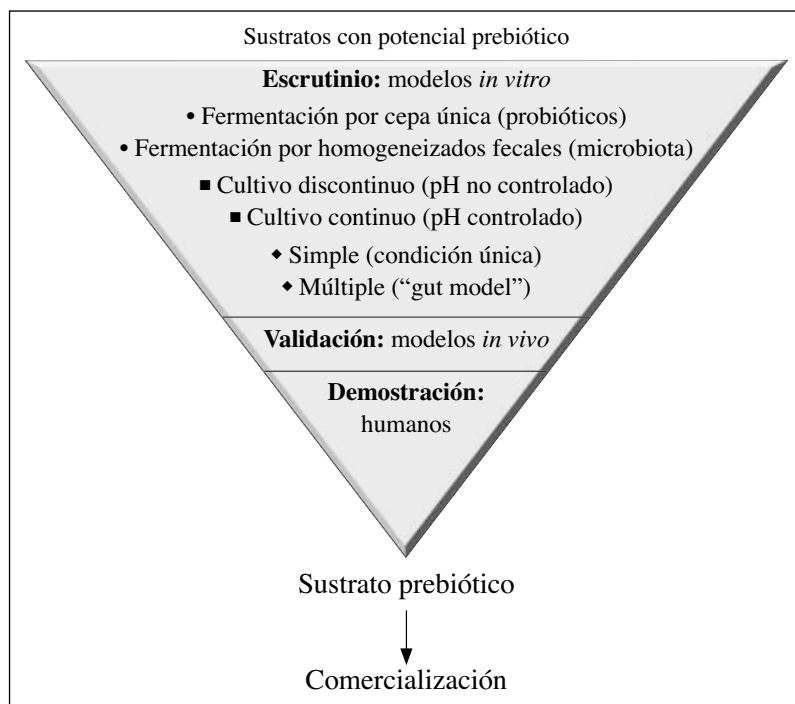 Sustratos con potencial prebiótico
Escrutinio: modelos in vitro
• Fermentación por cepa única (probióticos)
• Fermentación por homogeneizados fecales (microbiota)
■ Cultivo discontinuo (pH no controlado)
■ Cultivo continuo (pH controlado)
◆ Simple (condición única)
◆ Múltiple (“gut model”)
Validación: modelos in vivo
Demostración:
humanos
Sustrato prebiótico
Comercialización